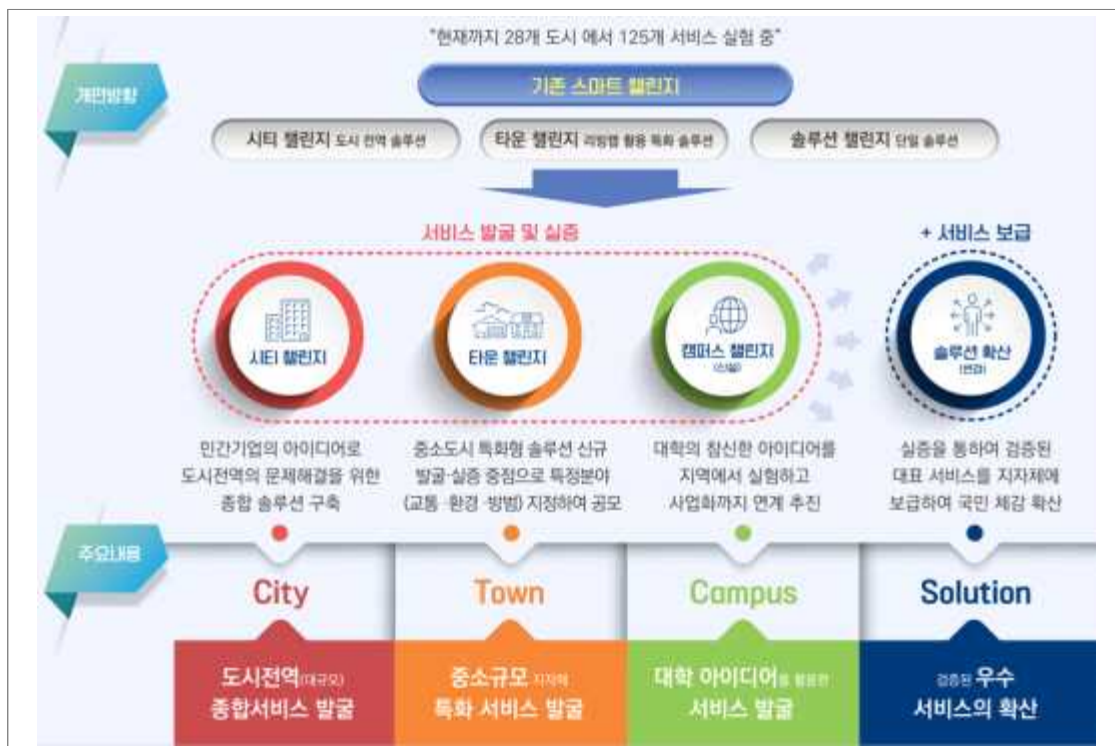 "현재까지 28개 도시 에서 125개 서비스 실험 중"
개편방향
기존 스마트 챌린지
시티 챌린지 도시 전역 솔루션
타운 챌린지 리빙랩 활용 특화 솔루션
솔루션 챌린지 단일 솔루션
서비스 발굴 및 실증
+ 서비스 보급
시티 챌린지
타운 챌린지
캠퍼스 챌린지
(신설)
솔루션 확산
(변경)
민간기업의 아이디어로
도시전역의 문제해결을 위한
종합 솔루션 구축
중소도시 특화형 솔루션 신규
발굴·실증 중점으로 특정분야
(교통·환경·방범) 지정하여 공모
대학의 참신한 아이디어를
지역에서 실험하고
사업화까지 연계 추진
실증을 통하여 검증된
대표 서비스를 지자체에
보급하여 국민 체감 확산
주요내용
City
Town
Campus
Solution
도시전역(대규모)
종합서비스 발굴
중소규모 지자체
특화 서비스 발굴
대학 아이디어를 활용한
서비스 발굴
검증된 우수
서비스의 확산